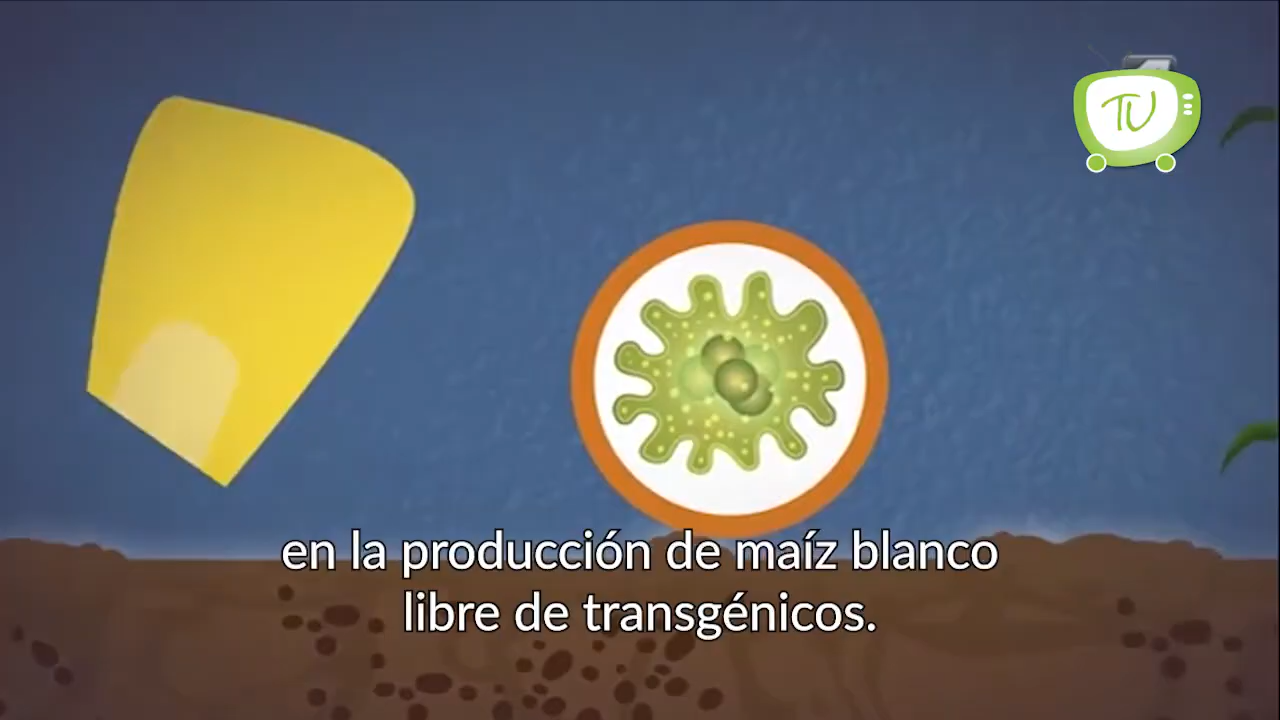 TV
en la producción de maíz blanco
libre de transgénicos.